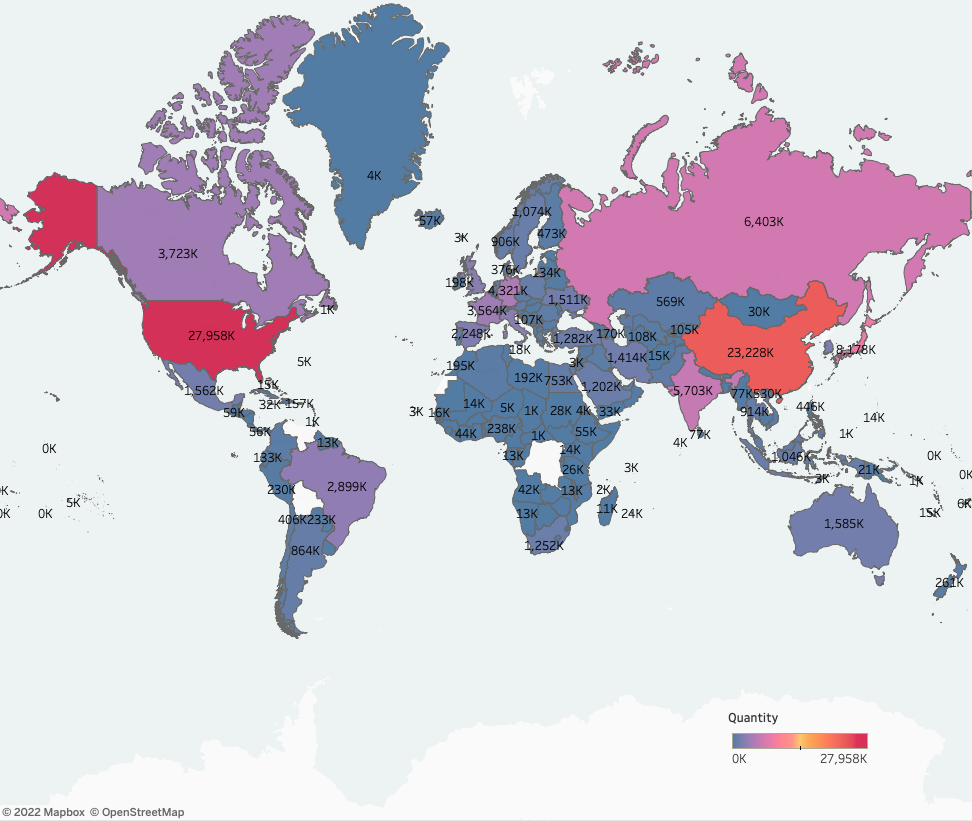 4K
57K
1,074K
3K
906K
473K
6,403K
3,723K
376K
134K
198K
4,321K
1,511K
569K
1K
3,564K
107K
30K
27,958K
2,248K
1,282K
170K
108K
105K
23,228K
8,178K
18K
5K
195K
3K
1,414K
15K
15K
1,562K
192K
753K
1,202K
5,703K
77K
530K
32K
157K
14K
59K
3K
16K
5K
1K
28K
4K
33K
914K
446K
14K
1K
56K
44K
238K
1K
55K
77K
1K
13K
4K
0K
133K
13K
14K
1,046K
0K
26K
3K
21K
0K
0K
230K
2,899K
42K
13K
2K
3K
1K
5K
6K
0K
0K
406K
233K
13K
11K
24K
15K
1,585K
864K
1,252K
261K
Quantity
0K
27,958K
© 2022 Mapbox © OpenStreetMap